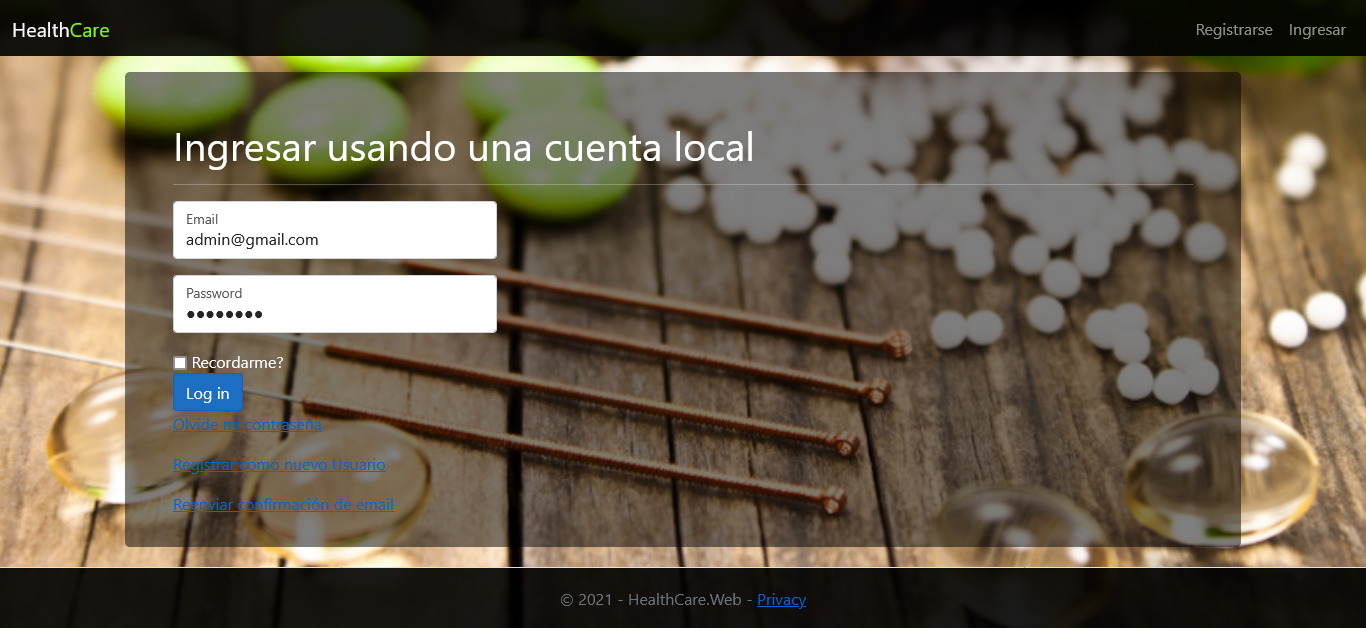 HealthCare
Registrarse Ingresar
Ingresar usando una cuenta local
Email
admin@gmail.com
Password
Recordarme?
Log in
Olvide mi contraseña
Registrar como nuevo Usuario
Reenviar confirmación de email
© 2021 - HealthCare.Web - Privacy